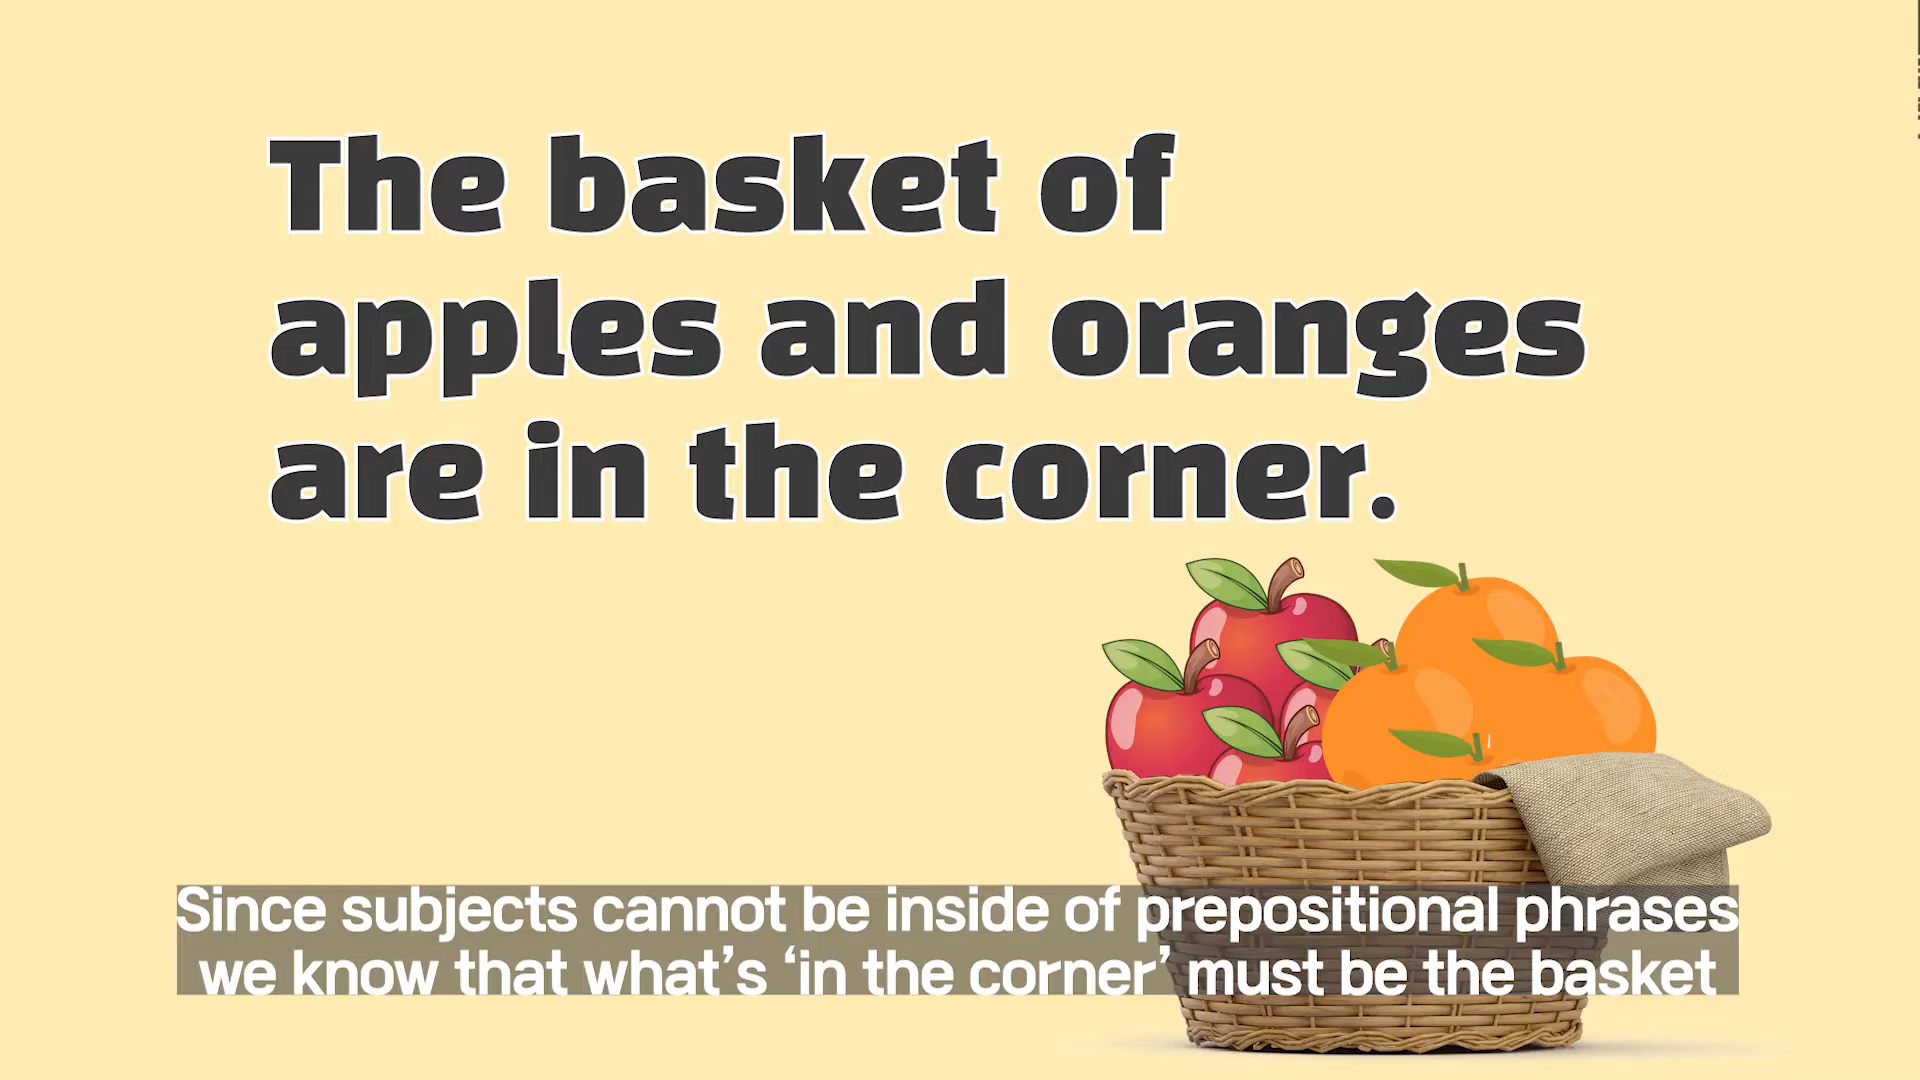 The basket of
apples and oranges
are in the corner.
Since subjects cannot be inside of prepositional phrases
we know that what’s ‘in the corner’ must be the basket